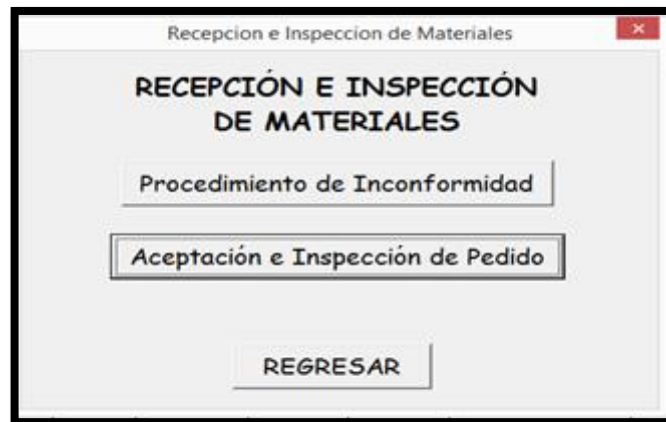 Recepcion e Inspeccion de Materiales
RECEPCIÓN E INSPECCIÓN
DE MATERIALES
Procedimiento de Inconformidad
Aceptación e Inspección de Pedido
REGRESAR